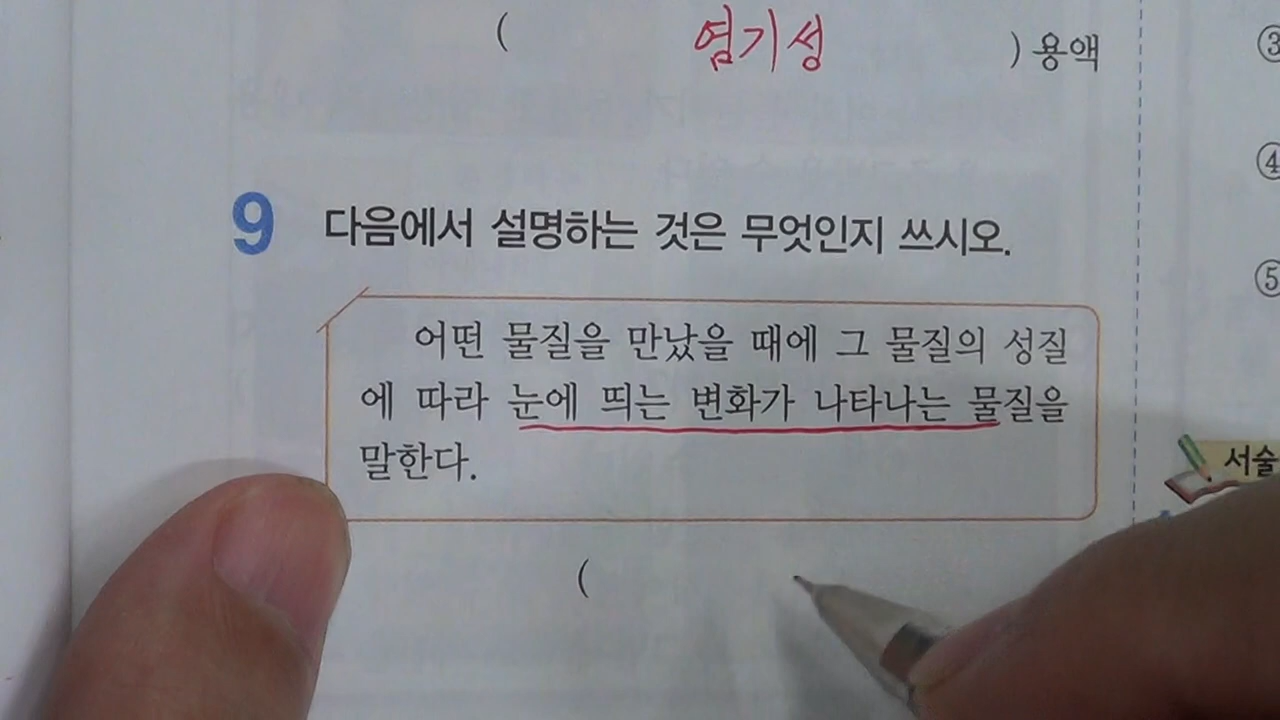 ( 염기성 ) 용액
9 다음에서 설명하는 것은 무엇인지 쓰시오.
어떤 물질을 만났을 때에 그 물질의 성질
에 따라 눈에 띄는 변화가 나타나는 물질을
말한다.
(
③
④
⑤
서술